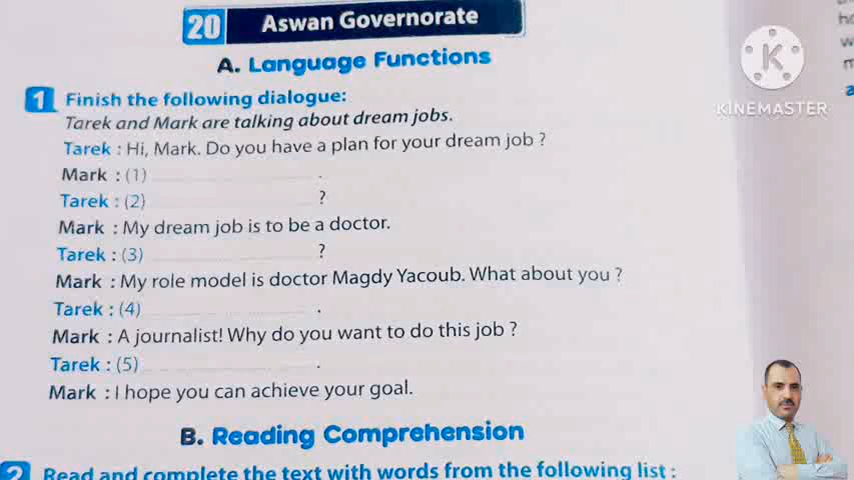 20 Aswan Governorate
A. Language Functions
1 Finish the following dialogue:
Tarek and Mark are talking about dream jobs.
Tarek : Hi, Mark. Do you have a plan for your dream job ?
Mark : (1) .
Tarek : (2) ?
Mark : My dream job is to be a doctor.
Tarek : (3) ?
Mark : My role model is doctor Magdy Yacoub. What about you ?
Tarek : (4) .
Mark : A journalist! Why do you want to do this job ?
Tarek : (5) .
Mark : I hope you can achieve your goal.
B. Reading Comprehension
2 Read and complete the text with words from the following list :
K
KINEMASTER